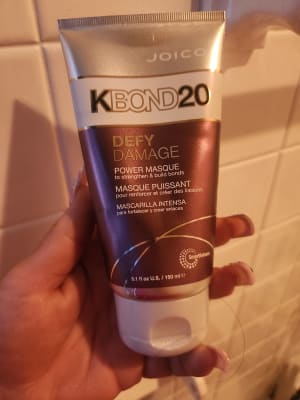 JOICO
KBOND20
DEFY
DAMAGE
POWER MASQUE
to strengthen & build bonds
MASQUE PUISSANT
pour renforcer et créer des liaisons
MASCARILLA INTENSA
para fortalecer y crear enlaces
SmartRelease
5.1 fl oz U.S. / 150 ml ℮